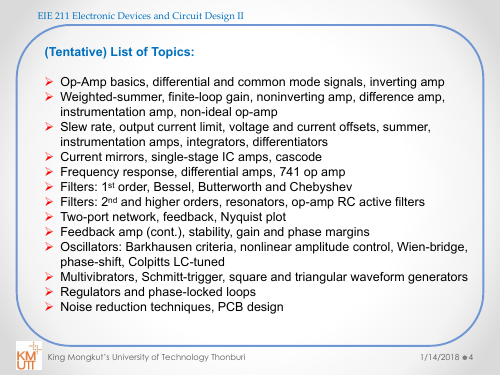 EIE 211 Electronic Devices and Circuit Design II
(Tentative) List of Topics:
➢ Op-Amp basics, differential and common mode signals, inverting amp
➢ Weighted-summer, finite-loop gain, noninverting amp, difference amp,
instrumentation amp, non-ideal op-amp
➢ Slew rate, output current limit, voltage and current offsets, summer,
instrumentation amps, integrators, differentiators
➢ Current mirrors, single-stage IC amps, cascode
➢ Frequency response, differential amps, 741 op amp
➢ Filters: 1st order, Bessel, Butterworth and Chebyshev
➢ Filters: 2nd and higher orders, resonators, op-amp RC active filters
➢ Two-port network, feedback, Nyquist plot
➢ Feedback amp (cont.), stability, gain and phase margins
➢ Oscillators: Barkhausen criteria, nonlinear amplitude control, Wien-bridge,
phase-shift, Colpitts LC-tuned
➢ Multivibrators, Schmitt-trigger, square and triangular waveform generators
➢ Regulators and phase-locked loops
➢ Noise reduction techniques, PCB design
KM
UTT
King Mongkut's University of Technology Thonburi
1/14/2018 ● 4